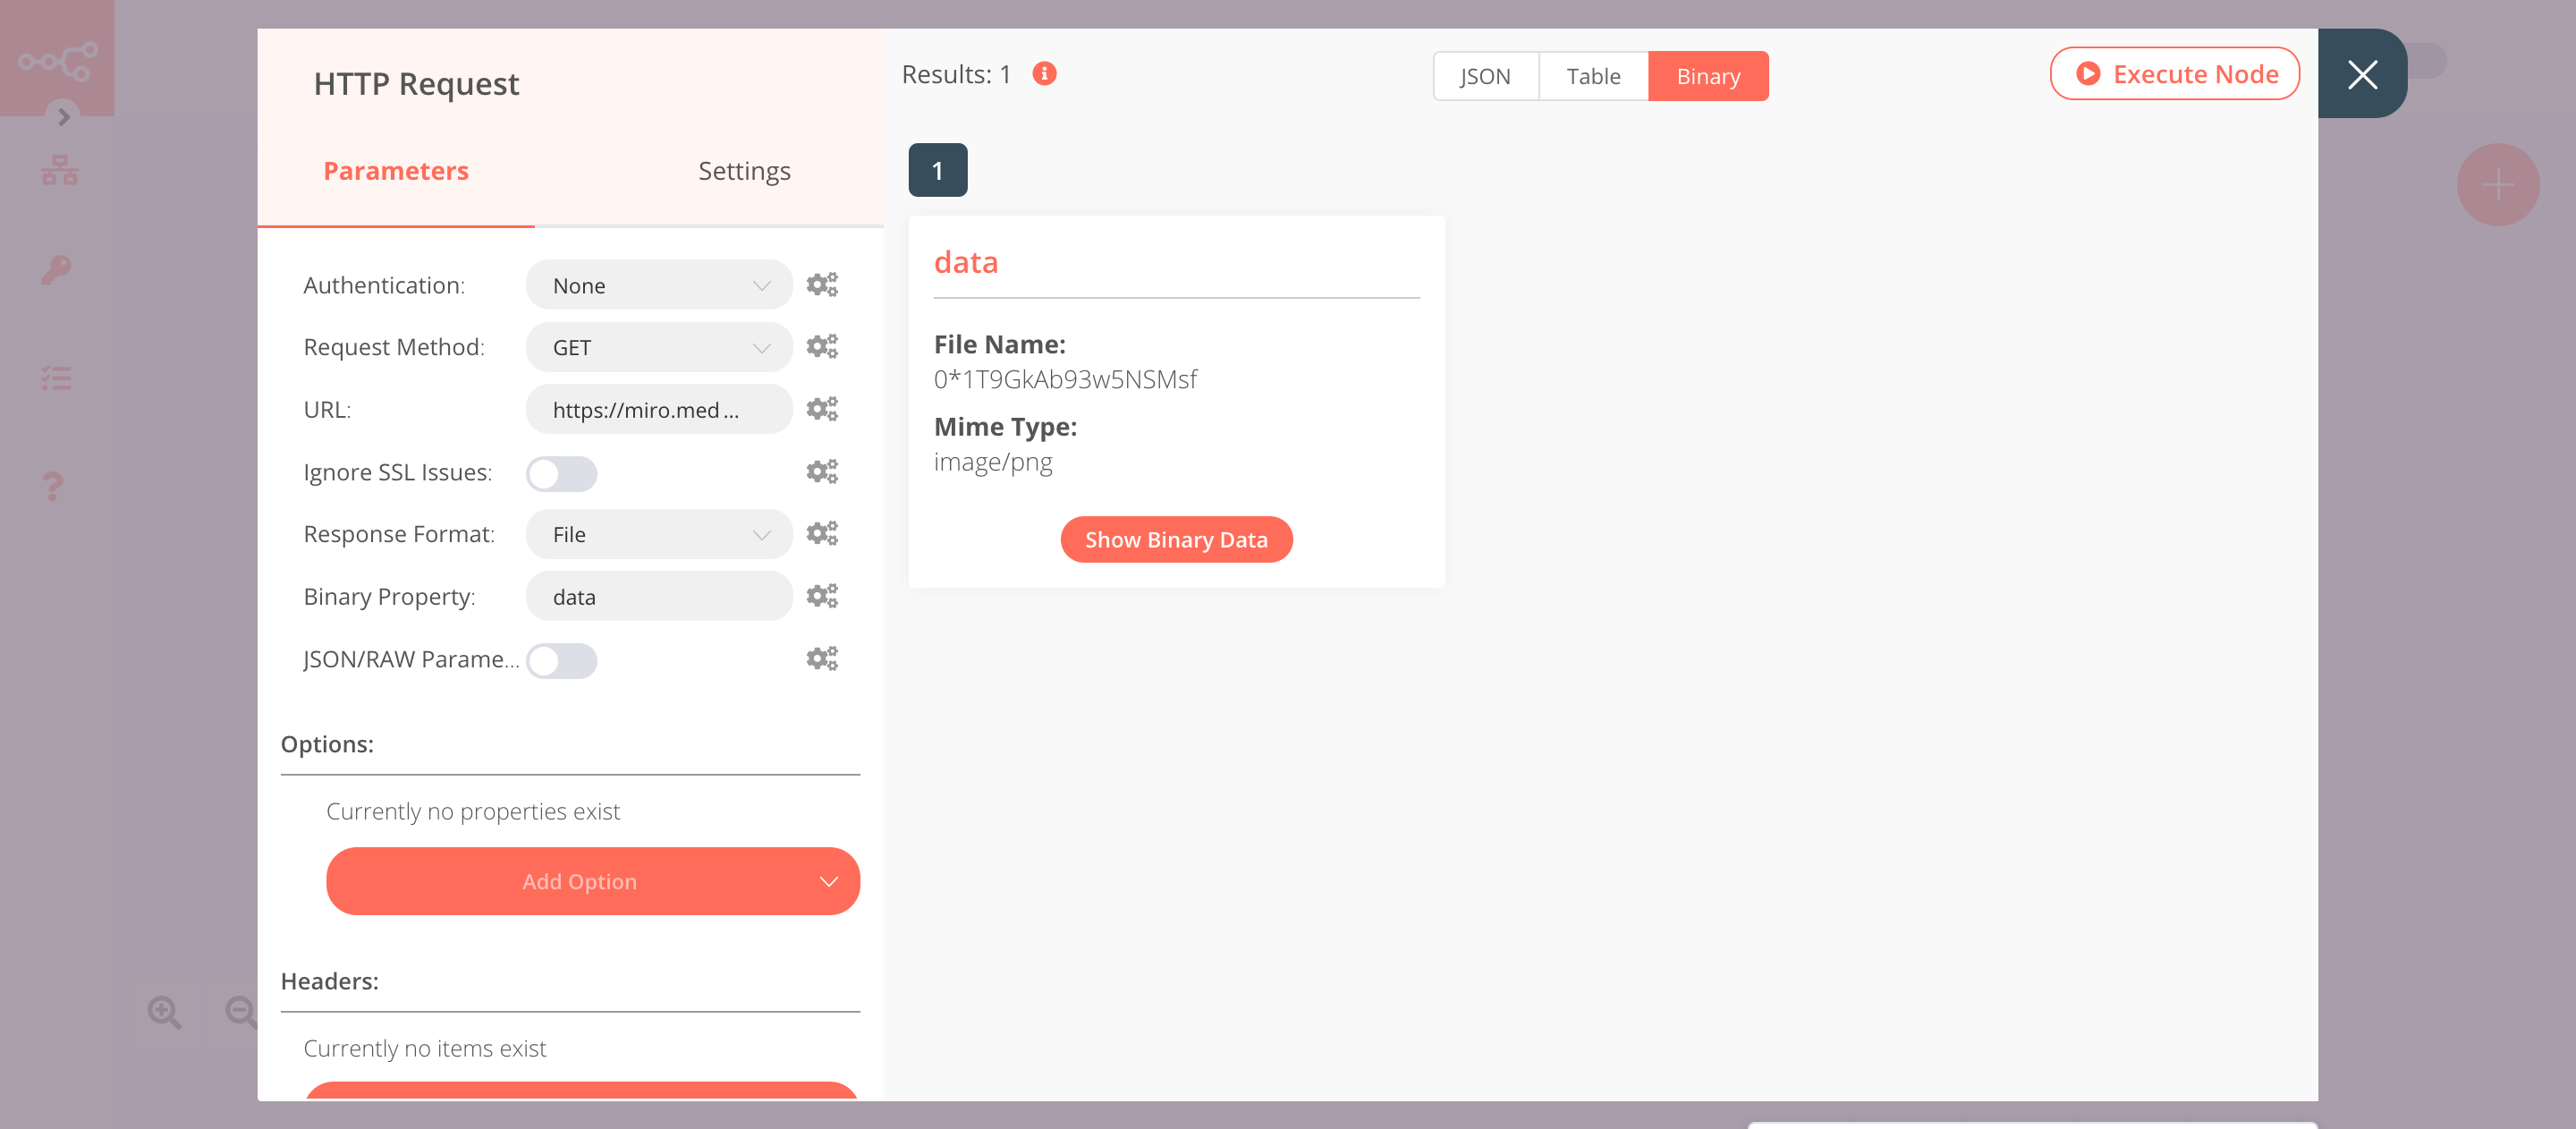 HTTP Request
Parameters
Settings
Authentication:
None
Request Method:
GET
URL:
https://miro.med ...
Ignore SSL Issues:
Response Format:
File
Binary Property:
data
JSON/RAW Parame...
Options:
Currently no properties exist
Add Option
Headers:
Currently no items exist
Results: 1
JSON
Table
Binary
Execute Node
1
data
File Name:
0*1T9GkAb93w5NSMsf
Mime Type:
image/png
Show Binary Data